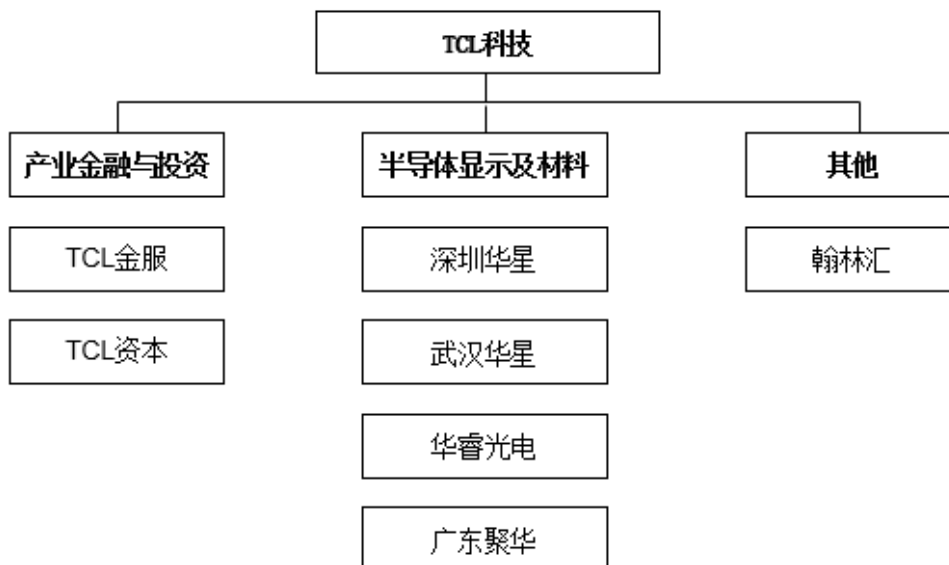 TCL科技
产业金融与投资
半导体显示及材料
其他
TCL金服
深圳华星
翰林汇
TCL资本
武汉华星
华睿光电
广东聚华